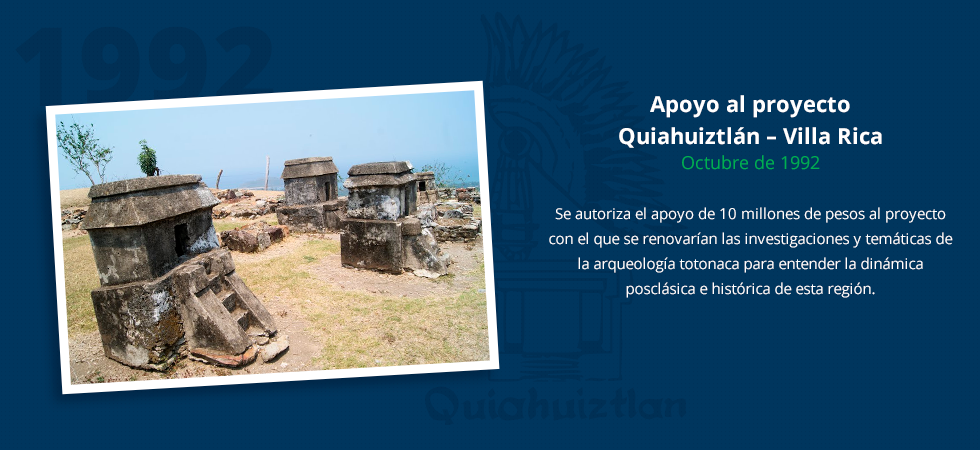 1992
Apoyo al proyecto
Quiahuiztlán – Villa Rica
Octubre de 1992
Se autoriza el apoyo de 10 millones de pesos al proyecto
con el que se renovarían las investigaciones y temáticas de
la arqueología totonaca para entender la dinámica
posclásica e histórica de esta región.
Quiahuiztlan